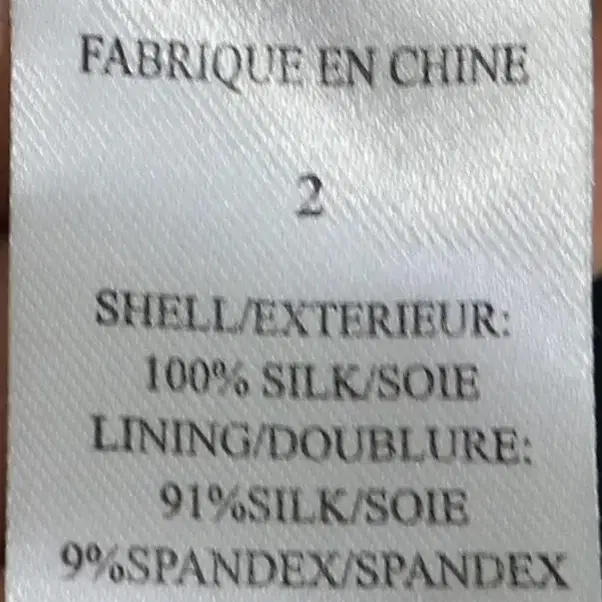 FABRIQUE EN CHINE
2
SHELL/EXTERIEUR:
100% SILK/SOIE
LINING/DOUBLURE:
91%SILK/SOIE
9%SPANDEX/SPANDEX